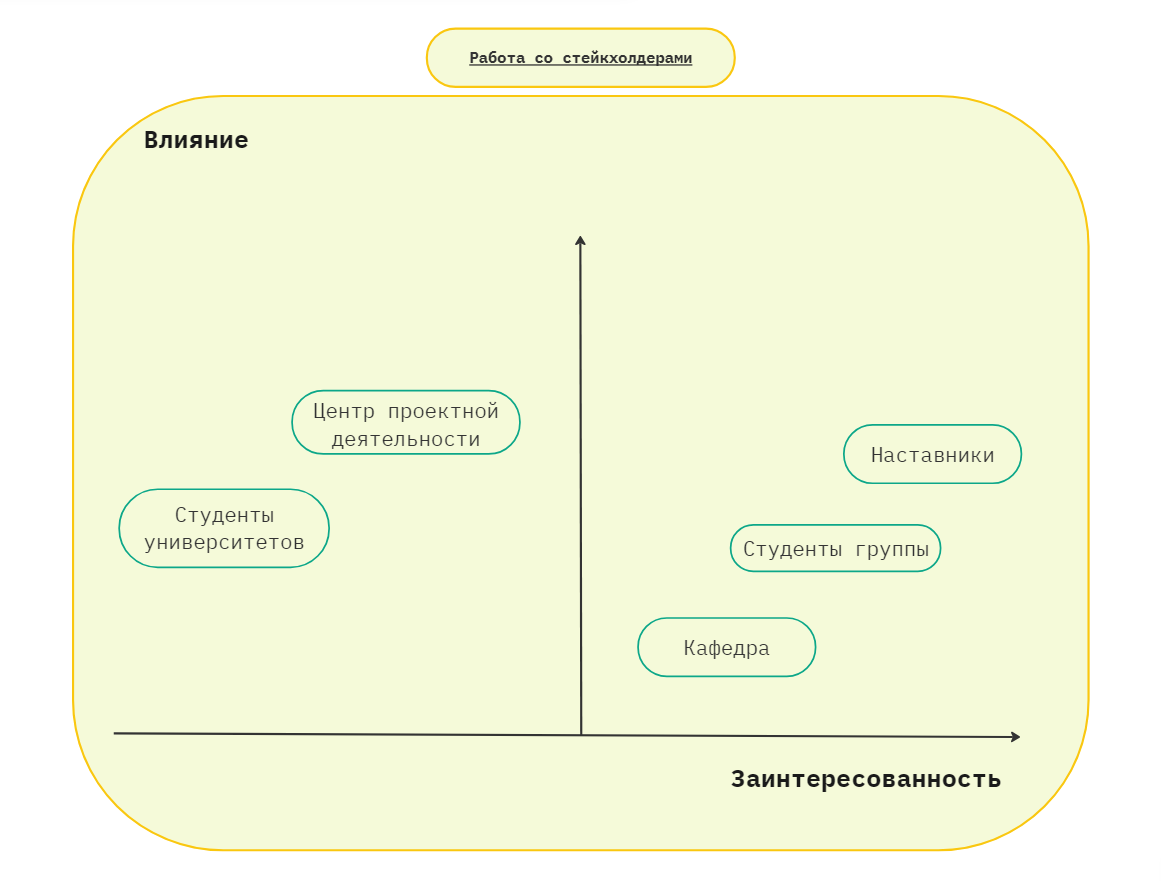 Работа со стейкхолдерами
Влияние
Центр проектной
деятельности
Наставники
Студенты
университетов
Студенты группы
Кафедра
Заинтересованность